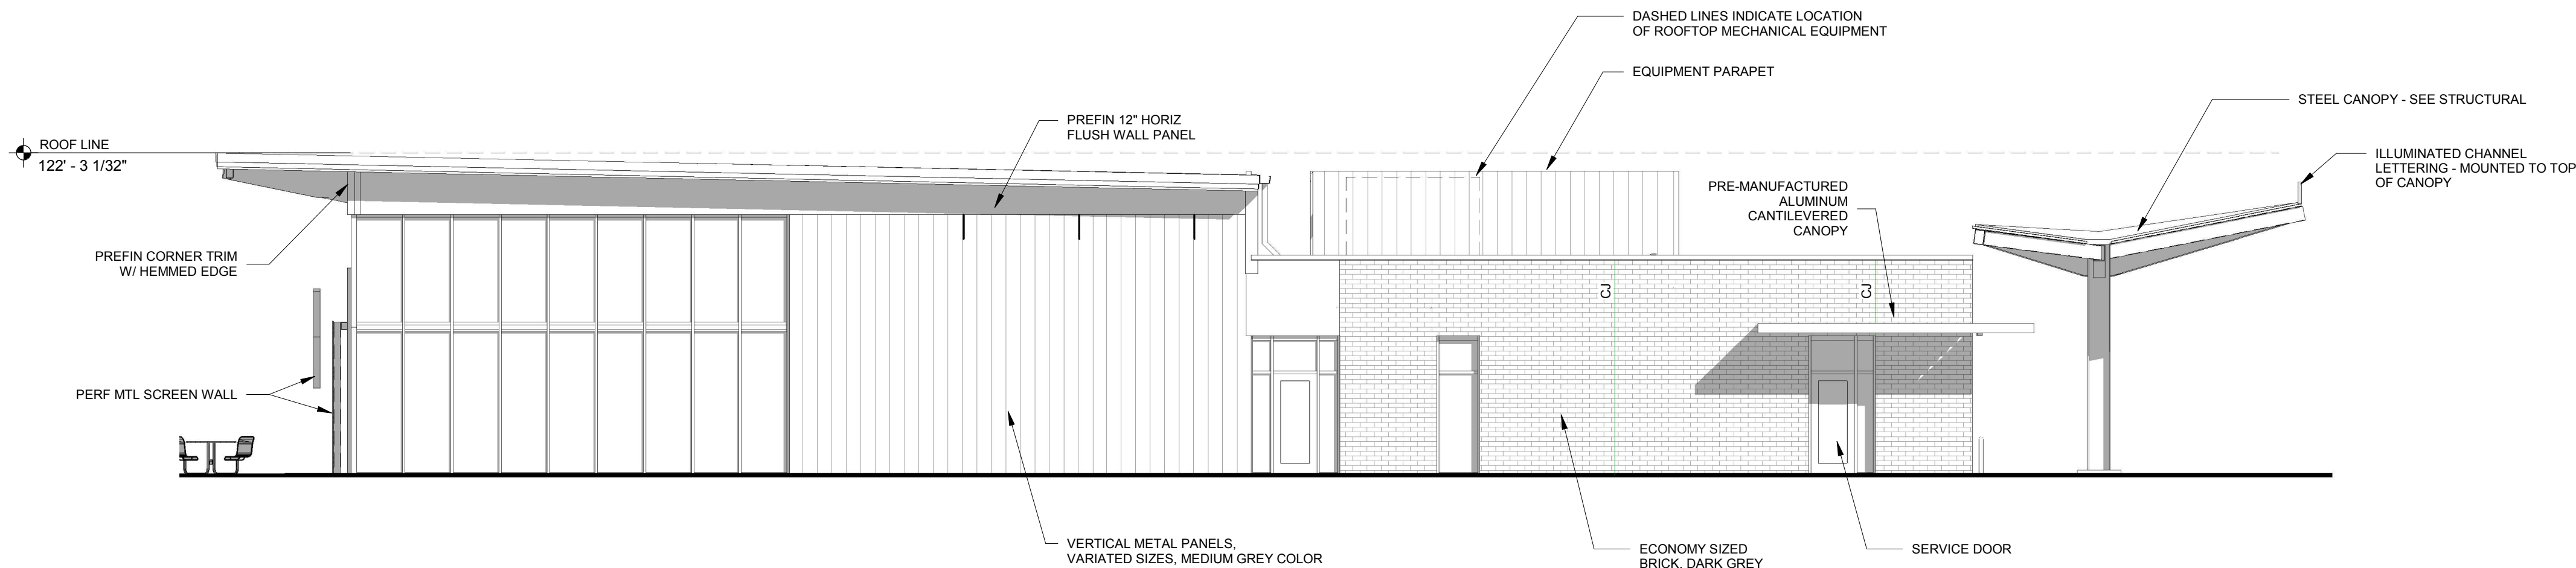 DASHED LINES INDICATE LOCATION
OF ROOFTOP MECHANICAL EQUIPMENT
EQUIPMENT PARAPET
STEEL CANOPY - SEE STRUCTURAL
PREFIN 12" HORIZ
FLUSH WALL PANEL
ROOF LINE
122' - 3 1/32"
ILLUMINATED CHANNEL
LETTERING - MOUNTED TO TOP
OF CANOPY
PRE-MANUFACTURED
ALUMINUM
CANTILEVERED
CANOPY
PREFIN CORNER TRIM
W/ HEMMED EDGE
CJ
CJ
PERF MTL SCREEN WALL
VERTICAL METAL PANELS,
VARIATED SIZES, MEDIUM GREY COLOR
ECONOMY SIZED
BRICK, DARK GREY
SERVICE DOOR